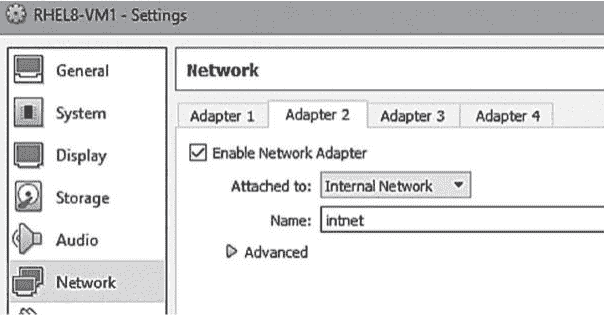 RHEL8-VM1 - Settings
General
System
Display
Storage
Audio
Network
Network
Adapter 1 Adapter 2 Adapter 3 Adapter 4
Enable Network Adapter
Attached to: Internal Network
Name: intnet
Advanced